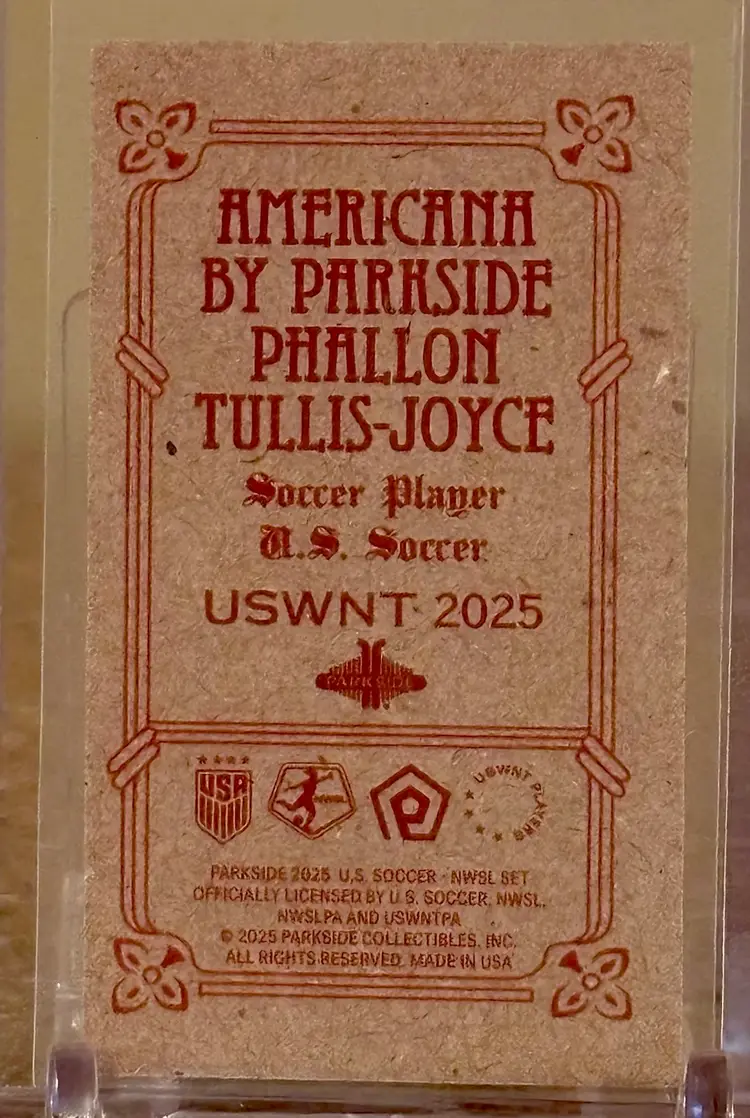 AMERICANA
BY PARKSIDE
PHALLON
TULLIS-JOYCE
Soccer Player
U.S. Soccer
USWNT 2025
PARKSIDE
USA
NWSL
USWNT PLAYERS
PARKSIDE 2025 U.S. SOCCER · NWSL SET
OFFICIALLY LICENSED BY U.S. SOCCER, NWSL,
NWSLPA AND USWNTPA
© 2025 PARKSIDE COLLECTIBLES, INC.
ALL RIGHTS RESERVED. MADE IN USA